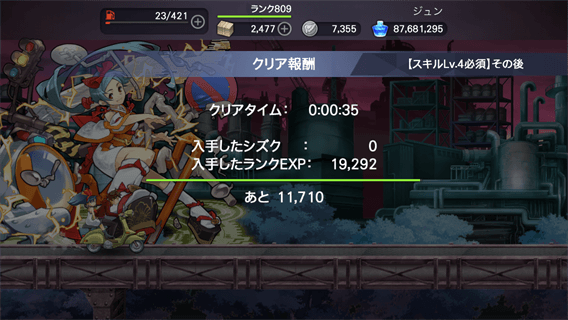 ランク809
23/421
2,477
7,355
ジュン
87,681,295
クリア報酬
【スキルLv.4必須】その後
クリアタイム： 0:00:35
入手したシズク ： 0
入手したランクEXP： 19,292
あと 11,710